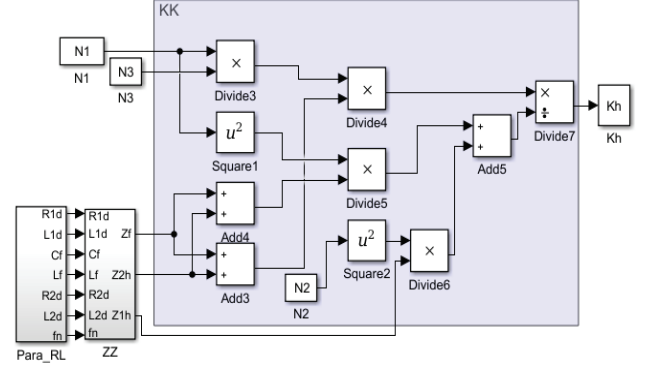 KK
N1
N1
N3
N3
×
Divide3
×
Divide4
×
÷
Divide7
Kh
Kh
u²
Square1
×
Divide5
+
+
Add5
+
+
Add4
+
+
Add3
N2
N2
u²
Square2
×
Divide6
R1d
L1d
Cf
Lf
R2d
L2d
fn
Para_RL
R1d
L1d Zf
Cf
Lf Z2h
R2d
L2d Z1h
fn
ZZ